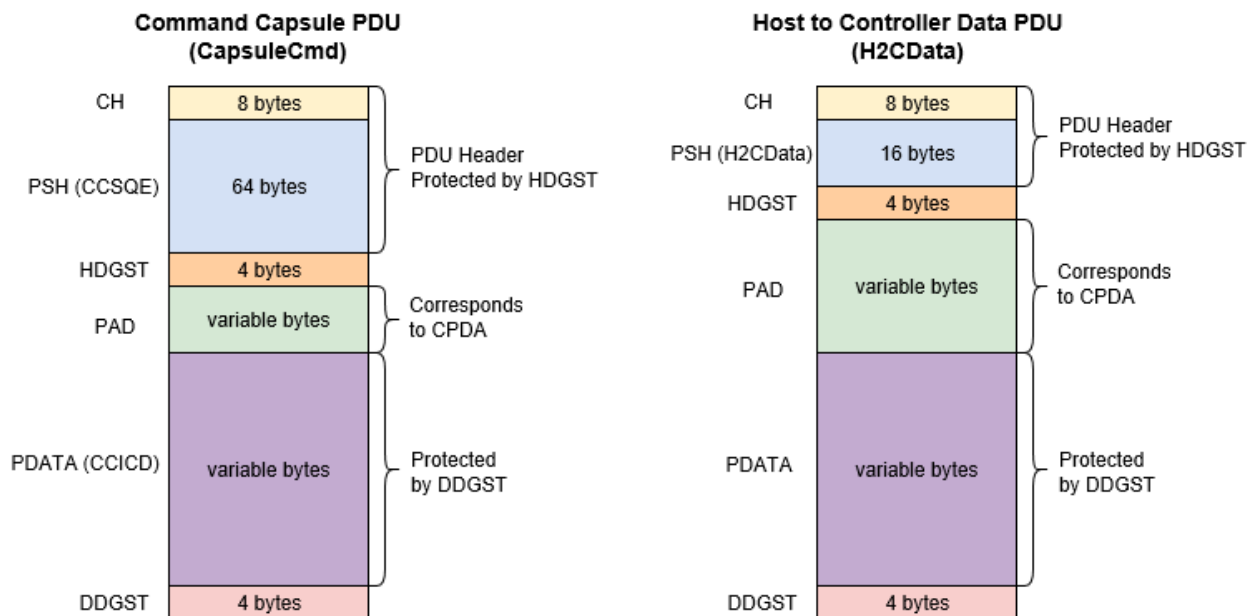 Command Capsule PDU
(CapsuleCmd)
CH
8 bytes
PSH (CCSQE)
64 bytes
PDU Header
Protected by HDGST
HDGST
4 bytes
PAD
variable bytes
Corresponds
to CPDA
PDATA (CCICD)
variable bytes
Protected
by DDGST
DDGST
4 bytes
Host to Controller Data PDU
(H2CData)
CH
8 bytes
PSH (H2CData)
16 bytes
PDU Header
Protected by HDGST
HDGST
4 bytes
PAD
variable bytes
Corresponds
to CPDA
PDATA
variable bytes
Protected
by DDGST
DDGST
4 bytes